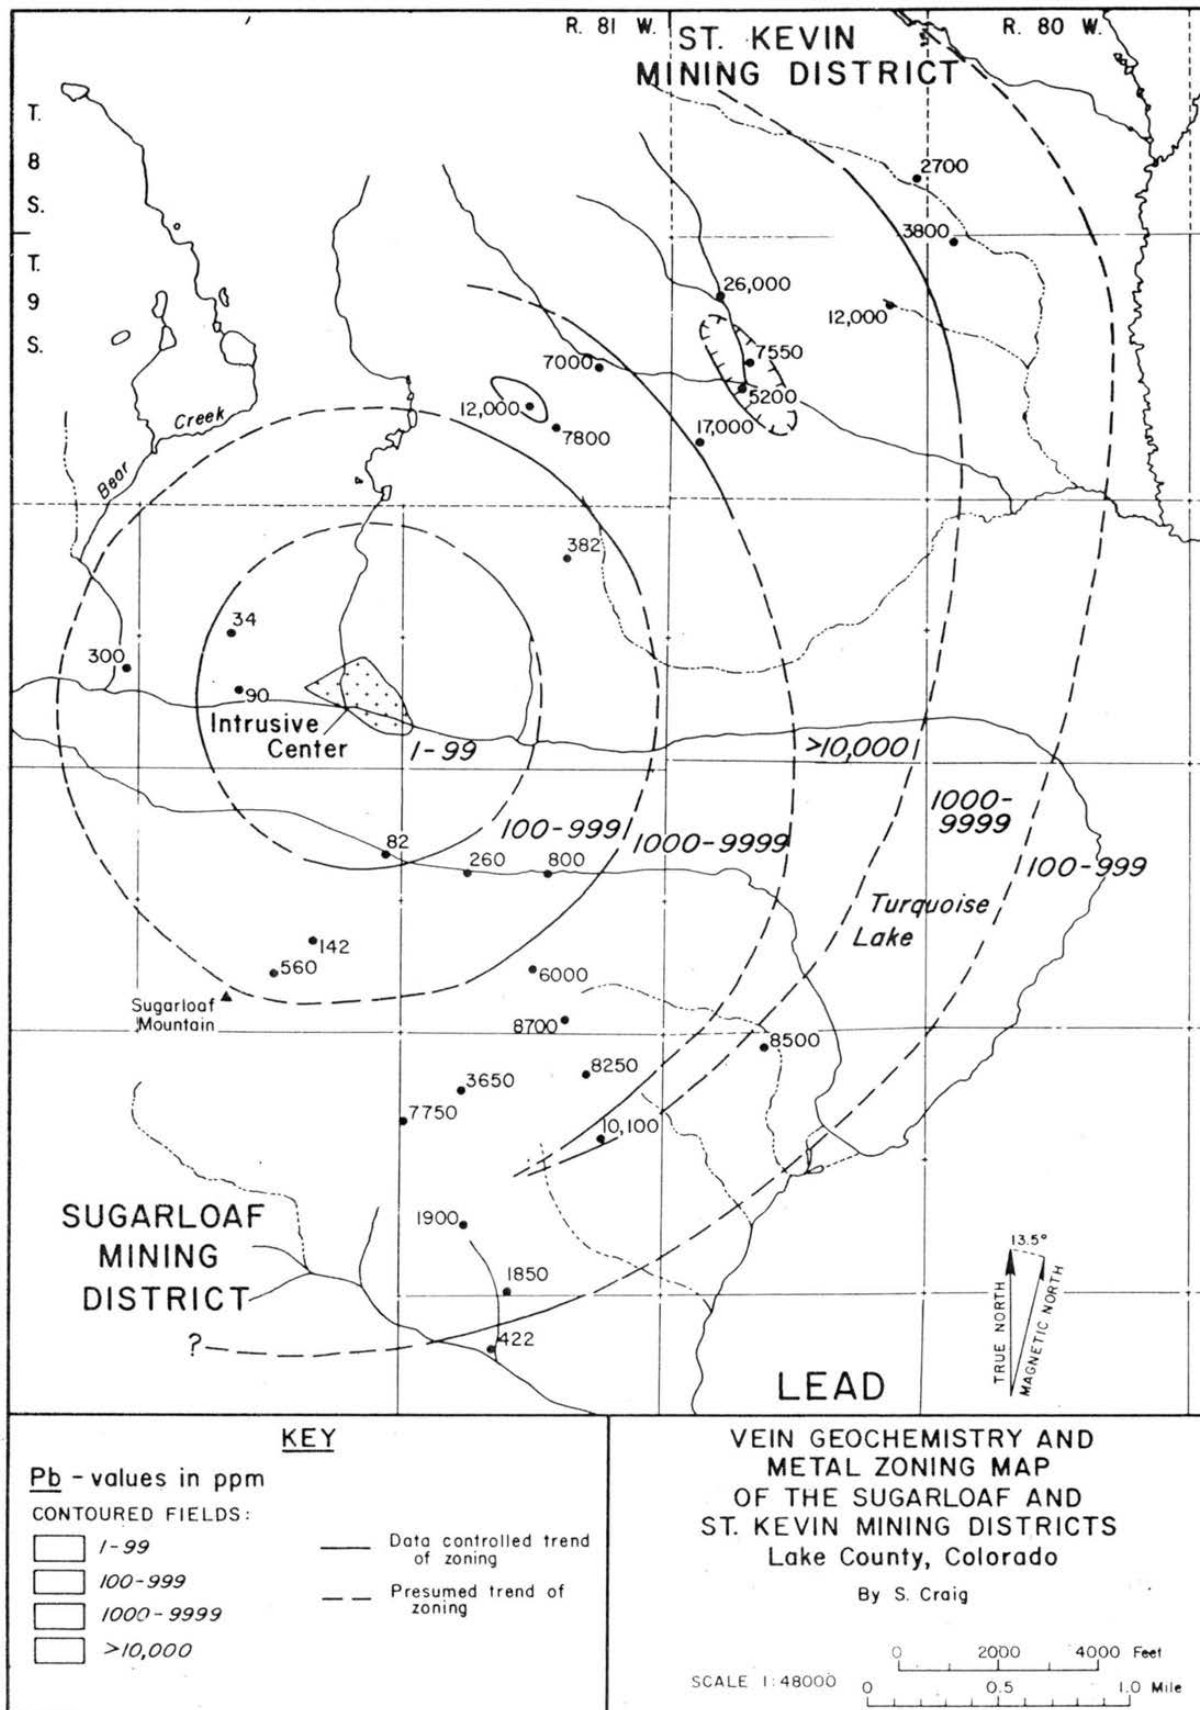 R. 81 W.
R. 80 W.
ST. KEVIN
MINING DISTRICT
T.
8
S.
T.
9
S.
2700
3800
26,000
12,000
7550
7000
5200
12,000
7800
17,000
Creek
Bear
382
34
300
90
Intrusive
Center
1-99
>10,000
1000-
9999
100-999
1000-9999
100-999
82
260
800
Turquoise
Lake
142
560
6000
Sugarloaf
Mountain
8700
8500
8250
3650
7750
10,100
1900
SUGARLOAF
MINING
DISTRICT
1850
?
422
13.5°
TRUE NORTH
MAGNETIC NORTH
LEAD
KEY
Pb - values in ppm
CONTOURED FIELDS:
1-99
100-999
1000-9999
>10,000
Data controlled trend
of zoning
Presumed trend of
zoning
VEIN GEOCHEMISTRY AND
METAL ZONING MAP
OF THE SUGARLOAF AND
ST. KEVIN MINING DISTRICTS
Lake County, Colorado
By S. Craig
0 2000 4000 Feet
SCALE 1:48000
0 0.5 1.0 Mile